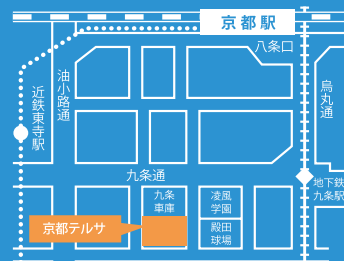 京都駅
八条口
烏丸通
油小路通
近鉄東寺駅
九条通
地下鉄
九条駅
九条
車庫
凌風
学園
殿田
球場
京都テルサ